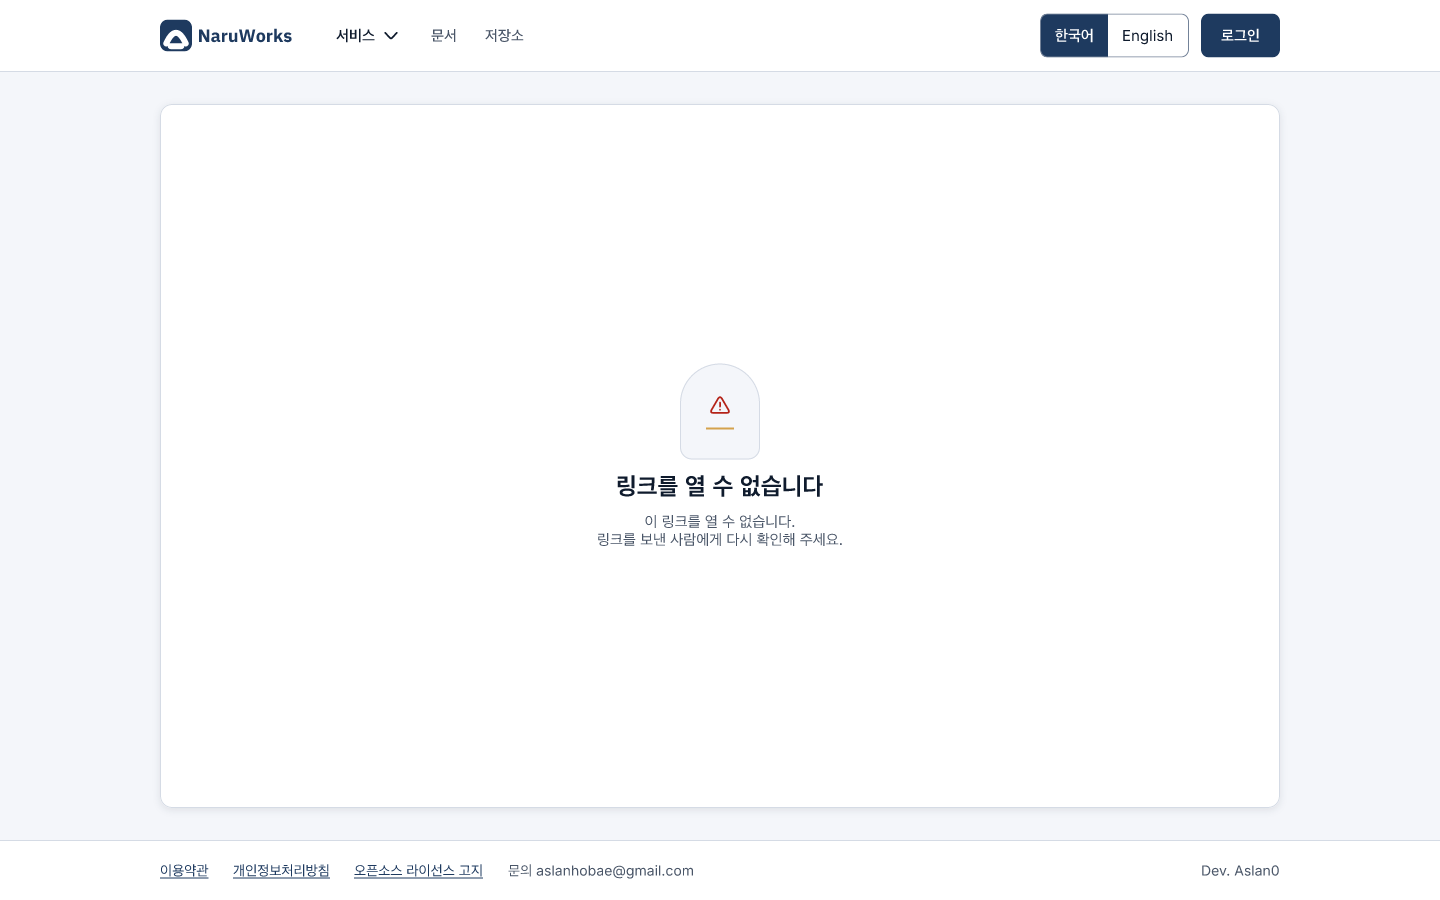 NaruWorks
서비스
문서
저장소
한국어
English
로그인
링크를 열 수 없습니다
이 링크를 열 수 없습니다.
링크를 보낸 사람에게 다시 확인해 주세요.
이용약관
개인정보처리방침
오픈소스 라이선스 고지
문의 aslanhobae@gmail.com
Dev. Aslan0